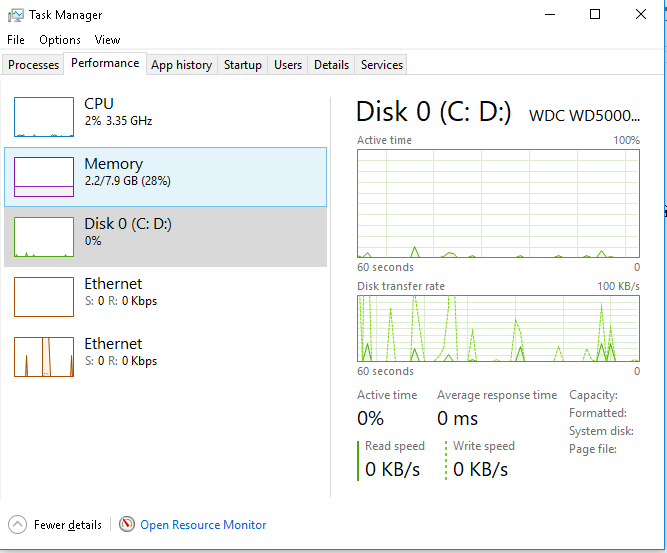 Task Manager
File Options View
Processes Performance App history Startup Users Details Services
CPU
2% 3.35 GHz
Memory
2.2/7.9 GB (28%)
Disk 0 (C: D:)
0%
Ethernet
S: 0 R: 0 Kbps
Ethernet
S: 0 R: 0 Kbps
Disk 0 (C: D:) WDC WD5000...
Active time 100%
60 seconds 0
Disk transfer rate 100 KB/s
60 seconds 0
Active time Average response time Capacity:
0% 0 ms Formatted:
System disk:
Read speed Write speed Page file:
0 KB/s 0 KB/s
Fewer details Open Resource Monitor